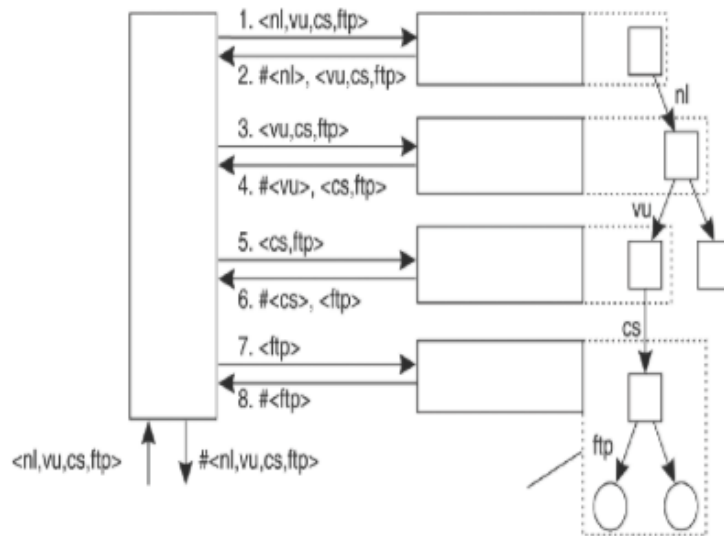 1. <nl,vu,cs,ftp>
2. #<nl>, <vu,cs,ftp>
nl
3. <vu,cs,ftp>
4. #<vu>, <cs,ftp>
vu
5. <cs,ftp>
6. #<cs>, <ftp>
cs
7. <ftp>
8. #<ftp>
ftp
<nl,vu,cs,ftp>
#<nl,vu,cs,ftp>